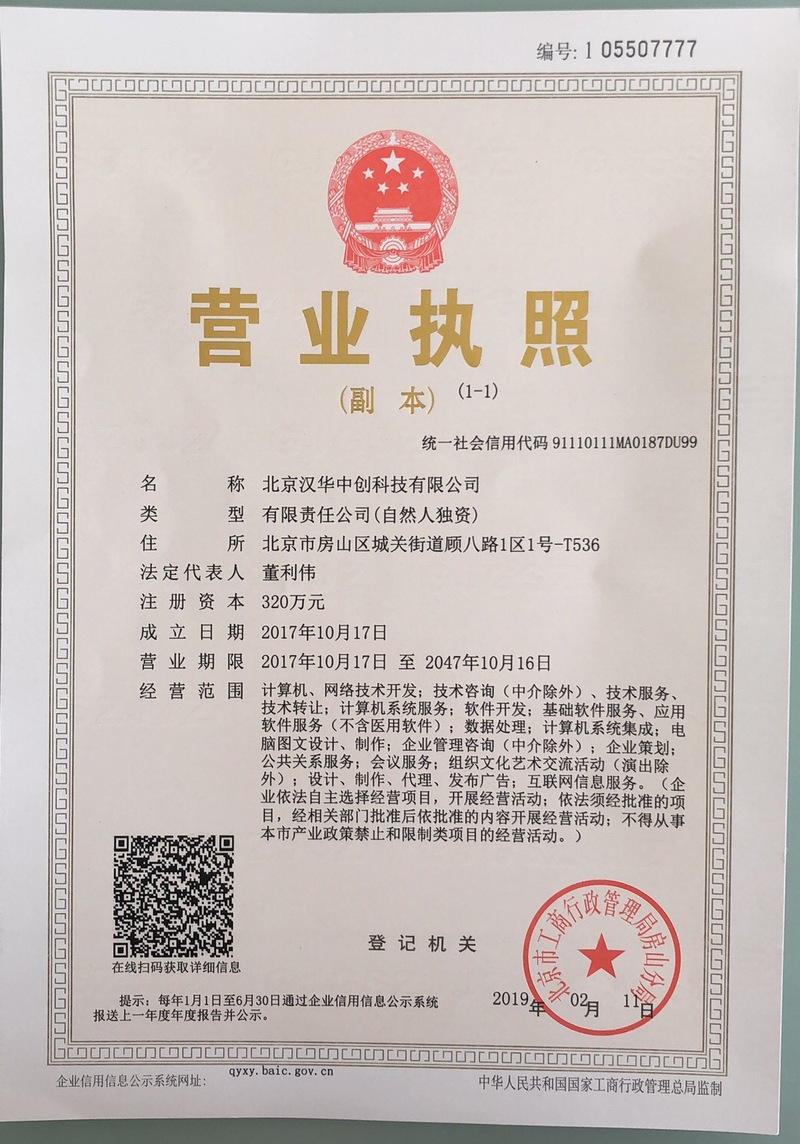 编号: 1 05507777
营业执照
(副 本) (1-1)
统一社会信用代码 91110111MA0187DU99
名 称 北京汉华中创科技有限公司
类 型 有限责任公司(自然人独资)
住 所 北京市房山区城关街道顾八路1区1号-T536
法定代表人 董利伟
注册资本 320万元
成立日期 2017年10月17日
营业期限 2017年10月17日 至 2047年10月16日
经营范围 计算机、网络技术开发；技术咨询（中介除外）、技术服务、
技术转让；计算机系统服务；软件开发；基础软件服务、应用
软件服务（不含医用软件）；数据处理；计算机系统集成；电
脑图文设计、制作；企业管理咨询（中介除外）；企业策划；
公共关系服务；会议服务；组织文化艺术交流活动（演出除
外）；设计、制作、代理、发布广告；互联网信息服务。（企
业依法自主选择经营项目，开展经营活动；依法须经批准的项
目，经相关部门批准后依批准的内容开展经营活动；不得从事
本市产业政策禁止和限制类项目的经营活动。）
在线扫码获取详细信息
登记机关
北京市工商行政管理局房山分局
提示：每年1月1日至6月30日通过企业信用信息公示系统
报送上一年度年度报告并公示。
2019年 02月 11日
企业信用信息公示系统网址: qyxy.baic.gov.cn
中华人民共和国国家工商行政管理总局监制